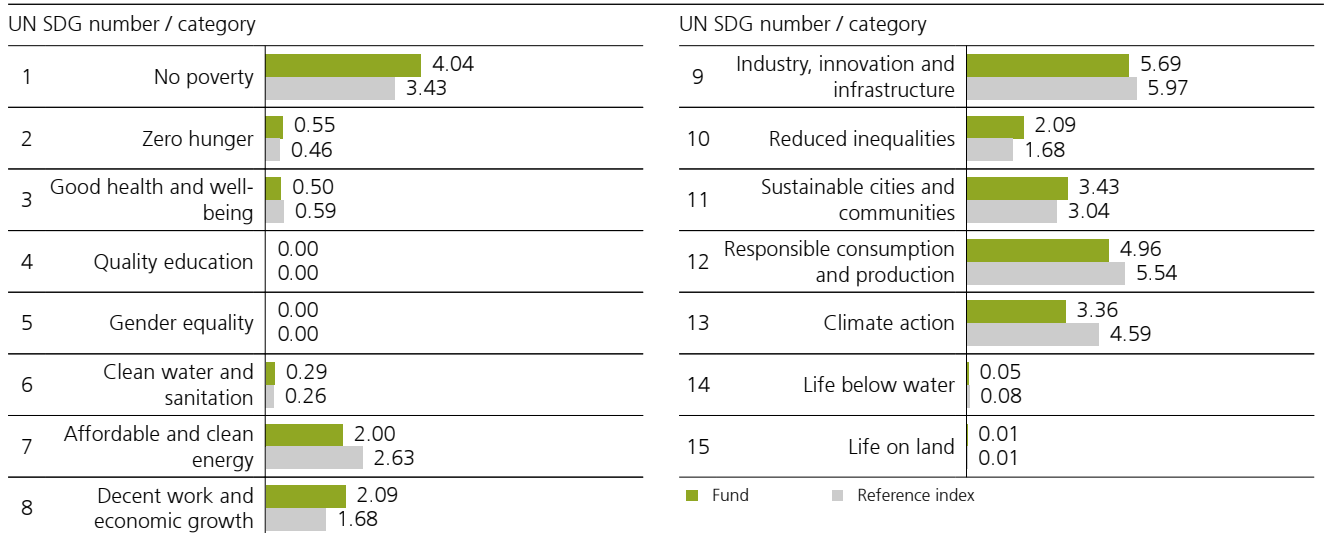 UN SDG number / category
1 No poverty 4.04
3.43
2 Zero hunger 0.55
0.46
3 Good health and well-
being 0.50
0.59
4 Quality education 0.00
0.00
5 Gender equality 0.00
0.00
6 Clean water and
sanitation 0.29
0.26
7 Affordable and clean
energy 2.00
2.63
8 Decent work and
economic growth 2.09
1.68
UN SDG number / category
9 Industry, innovation and
infrastructure 5.69
5.97
10 Reduced inequalities 2.09
1.68
11 Sustainable cities and
communities 3.43
3.04
12 Responsible consumption
and production 4.96
5.54
13 Climate action 3.36
4.59
14 Life below water 0.05
0.08
15 Life on land 0.01
0.01
Fund Reference index